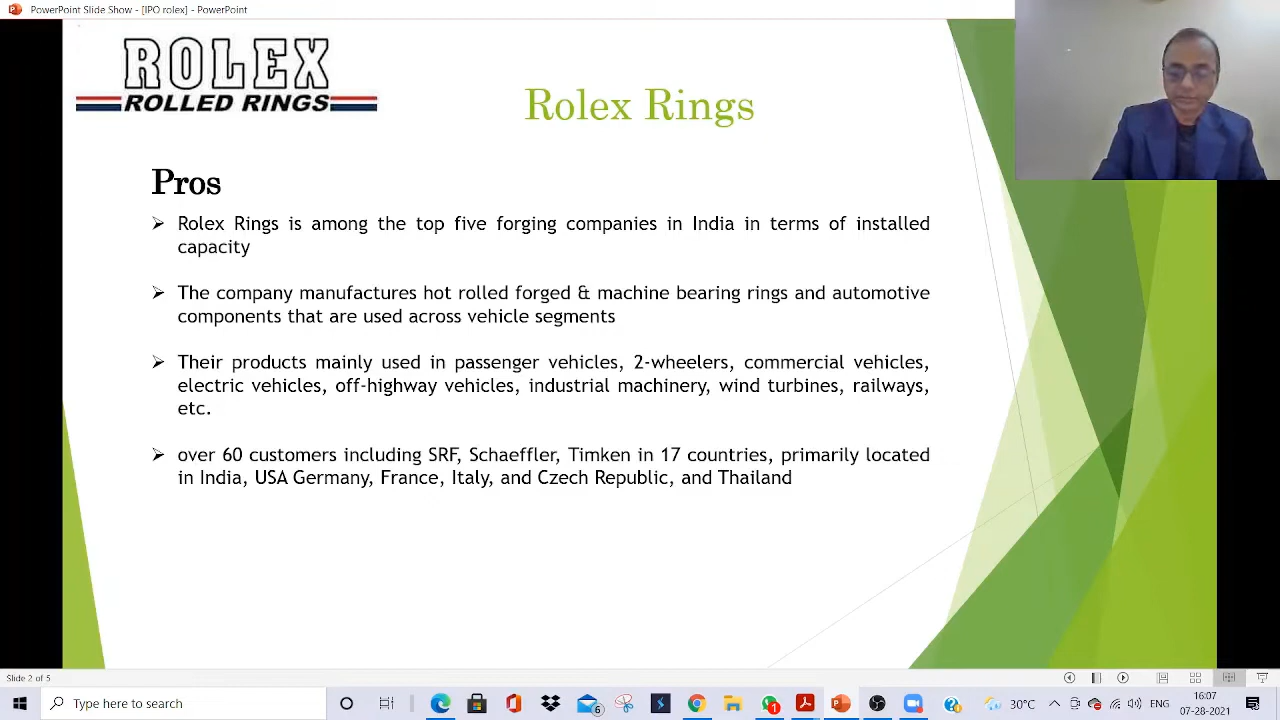 PowerPoint Slide Show - [IPO rolex] - PowerPoint
ROLEX
ROLLED RINGS
Rolex Rings
Pros
Rolex Rings is among the top five forging companies in India in terms of installed
capacity
The company manufactures hot rolled forged & machine bearing rings and automotive
components that are used across vehicle segments
Their products mainly used in passenger vehicles, 2-wheelers, commercial vehicles,
electric vehicles, off-highway vehicles, industrial machinery, wind turbines, railways,
etc.
over 60 customers including SRF, Schaeffler, Timken in 17 countries, primarily located
in India, USA Germany, France, Italy, and Czech Republic, and Thailand
Slide 2 of 5
Type here to search
6
1
30°C
ENG
16:07
07-28-2021